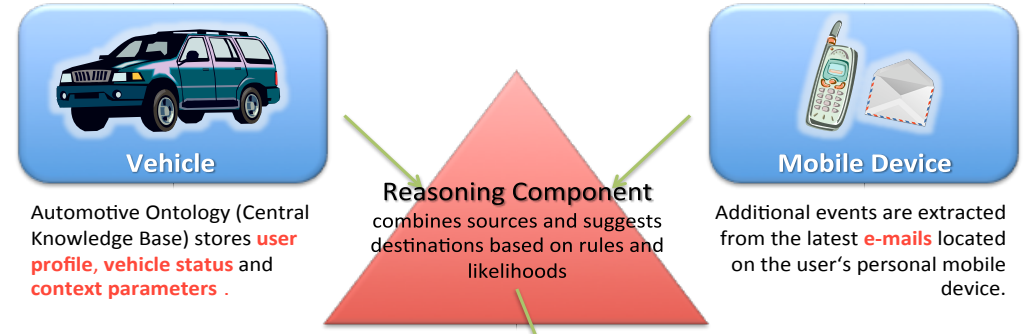 Vehicle
Automotive Ontology (Central
Knowledge Base) stores user
profile, vehicle status and
context parameters .
Reasoning Component
combines sources and suggests
destinations based on rules and
likelihoods
Mobile Device
Additional events are extracted
from the latest e-mails located
on the user‘s personal mobile
device.